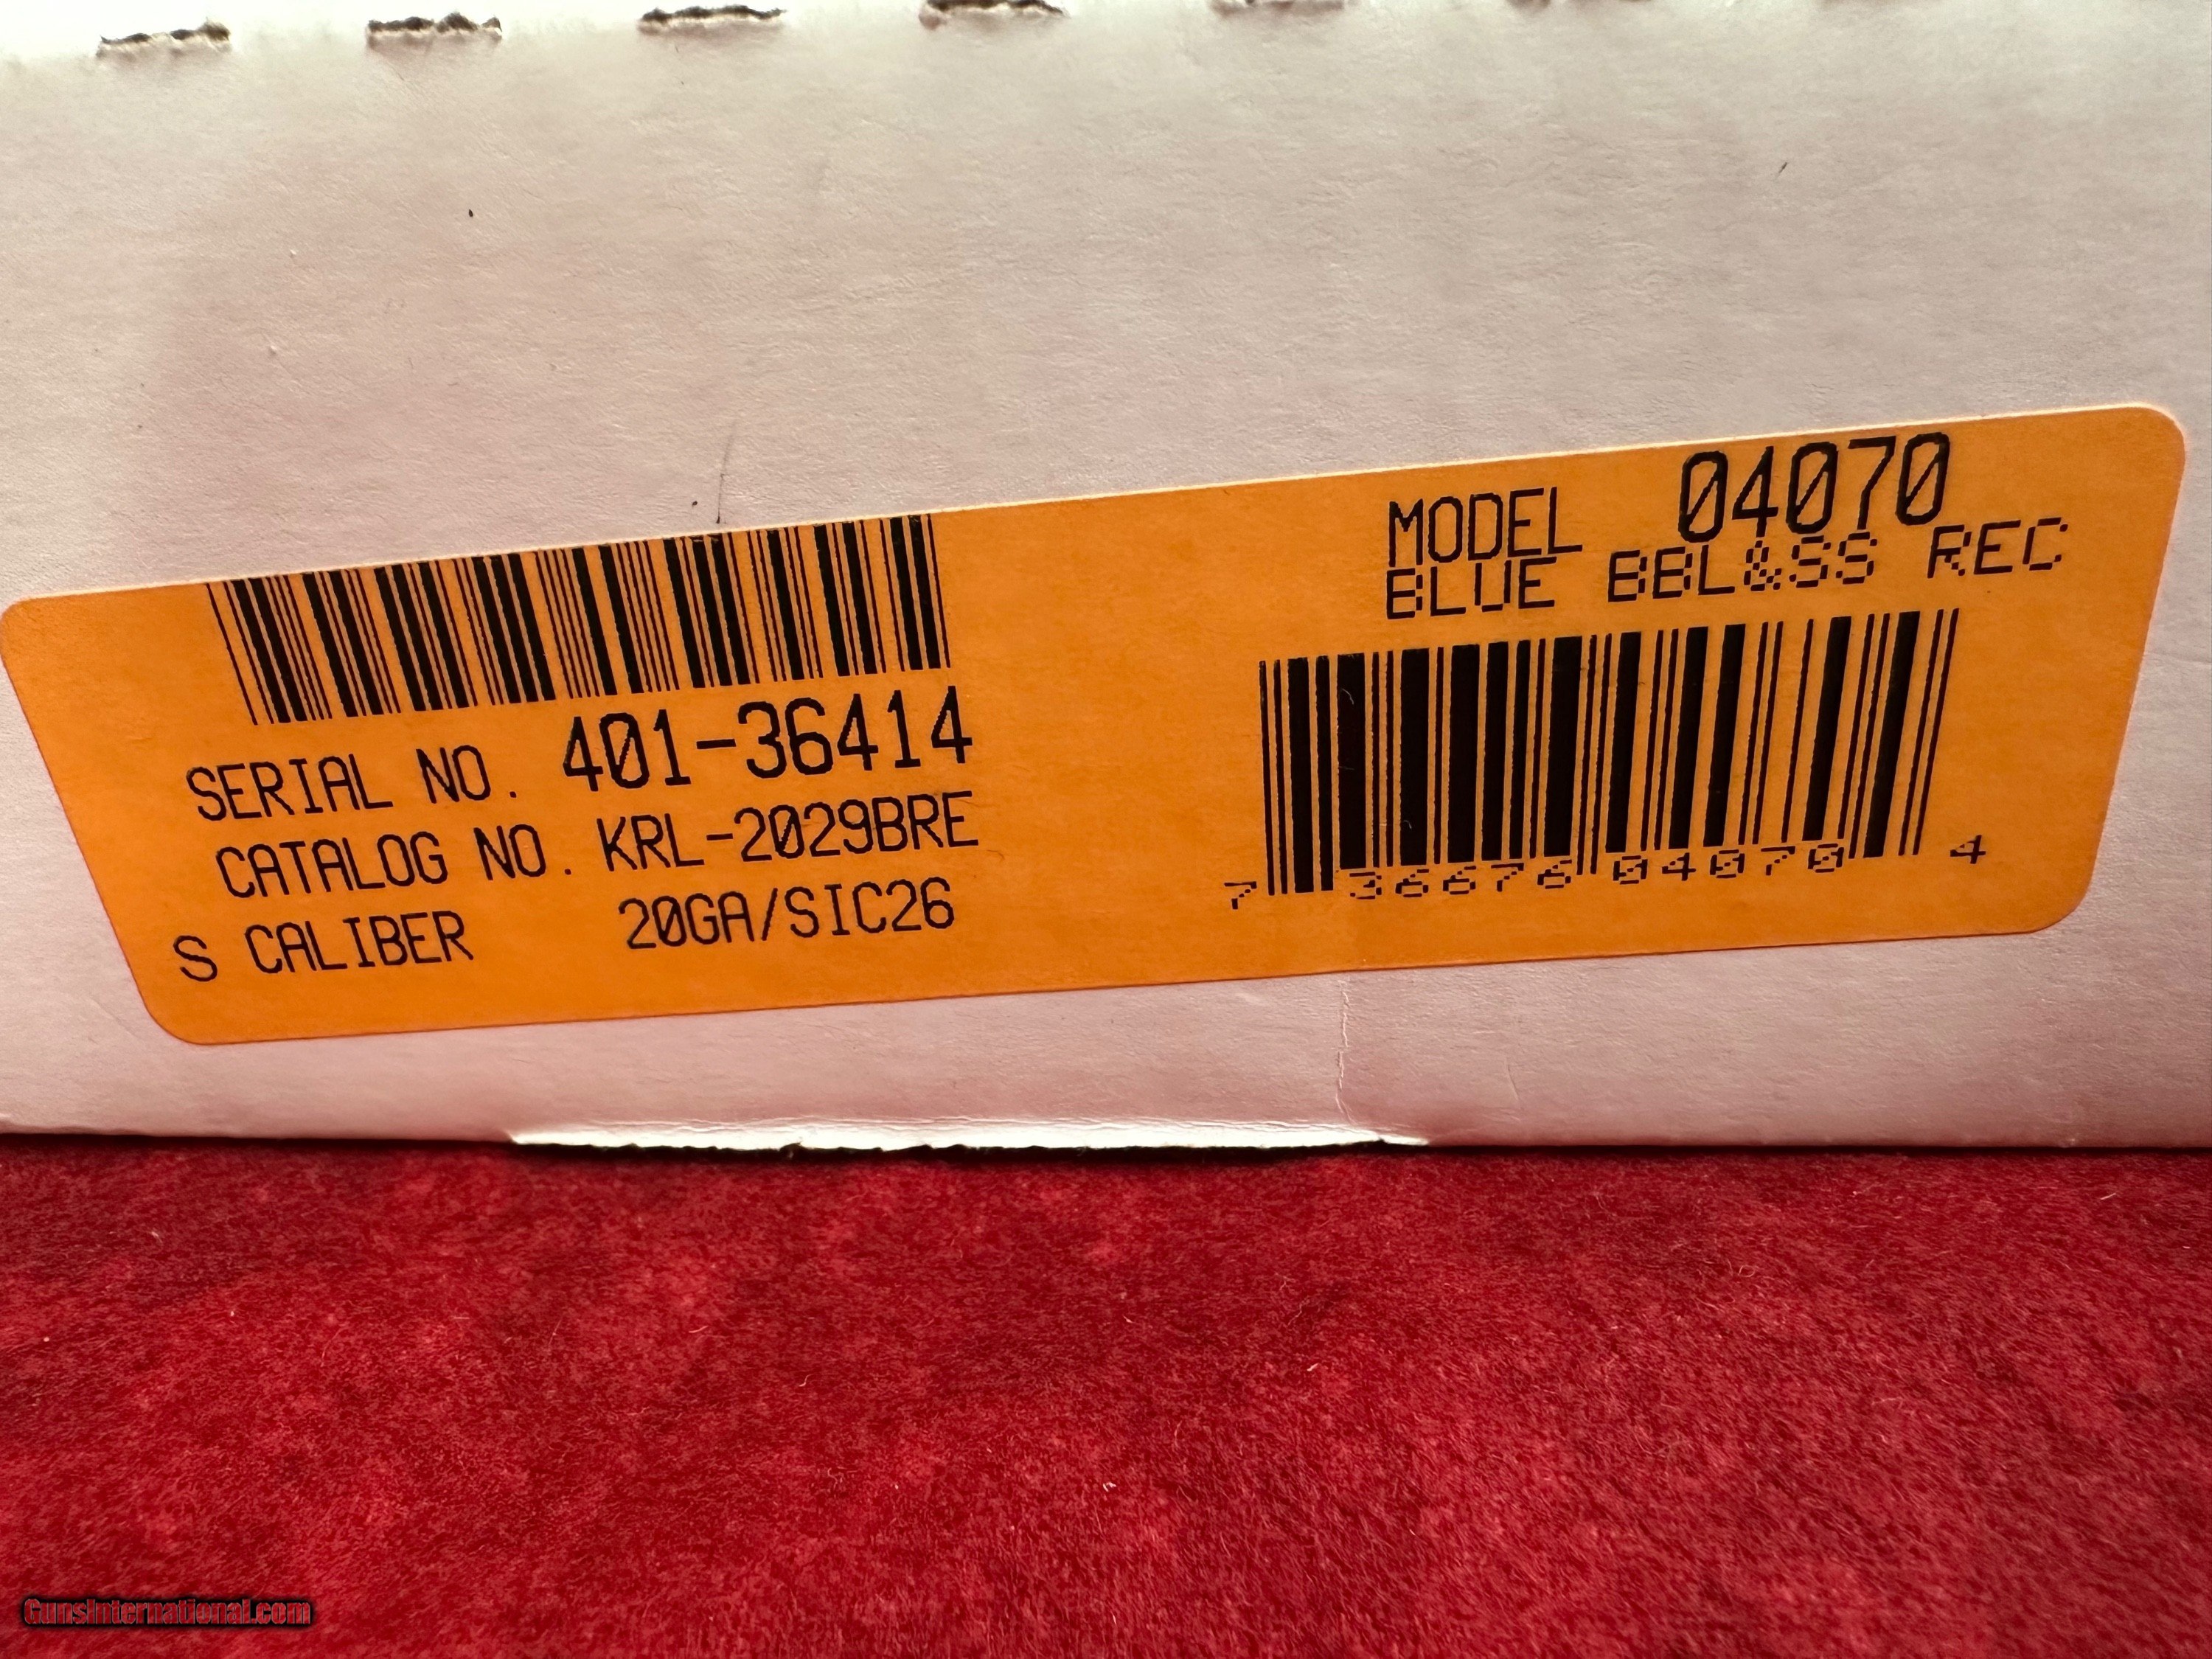 SERIAL NO. 401-36414
CATALOG NO. KRL-2029BRE
S CALIBER 20GA/SIC26
MODEL 04070
BLUE BBL&SS REC
7 36676 04070 4
GunsInternational.com